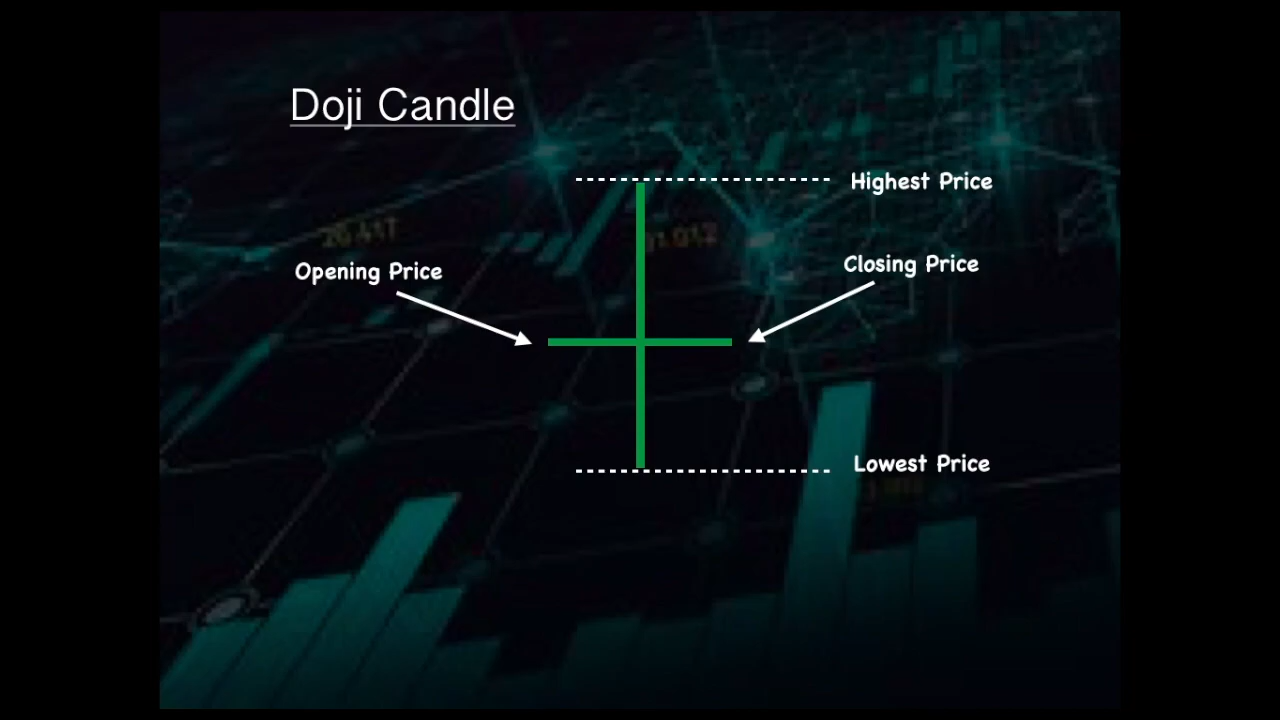 Doji Candle
Highest Price
Opening Price
Closing Price
Lowest Price